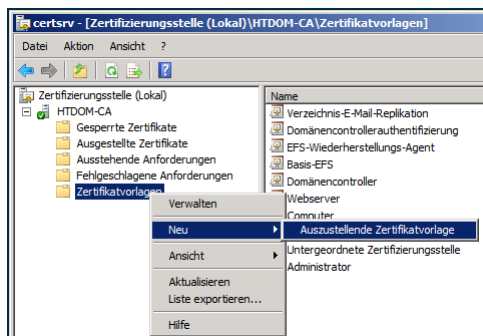 certsrv - [Zertifizierungsstelle (Lokal)\HTDOM-CA\Zertifikatvorlagen]
Datei Aktion Ansicht ?
Zertifizierungsstelle (Lokal)
HTDOM-CA
Gesperrte Zertifikate
Ausgestellte Zertifikate
Ausstehende Anforderungen
Fehlgeschlagene Anforderungen
Zertifikatvorlagen
Name
Verzeichnis-E-Mail-Replikation
Domänencontrollerauthentifizierung
EFS-Wiederherstellungs-Agent
Basis-EFS
Domänencontroller
Webserver
Computer
Untergeordnete Zertifizierungsstelle
Administrator
Verwalten
Neu
Auszustellende Zertifikatvorlage
Ansicht
Aktualisieren
Liste exportieren...
Hilfe